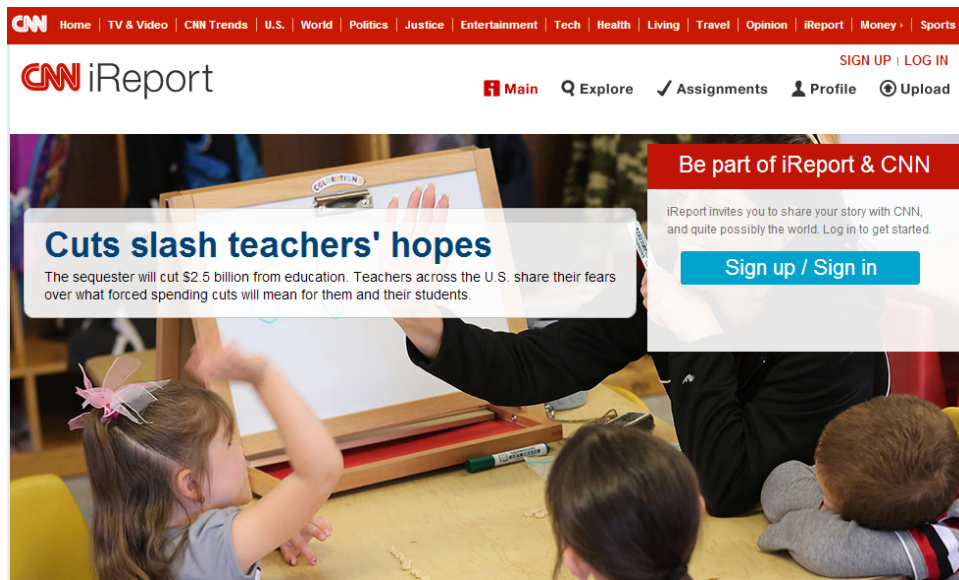 CNN Home TV & Video CNN Trends U.S. World Politics Justice Entertainment Tech Health Living Travel Opinion iReport Money Sports
SIGN UP | LOG IN
CNN iReport
Main Explore Assignments Profile Upload
Be part of iReport & CNN
iReport invites you to share your story with CNN,
and quite possibly the world. Log in to get started.
Sign up / Sign in
Cuts slash teachers' hopes
The sequester will cut $2.5 billion from education. Teachers across the U.S. share their fears
over what forced spending cuts will mean for them and their students.